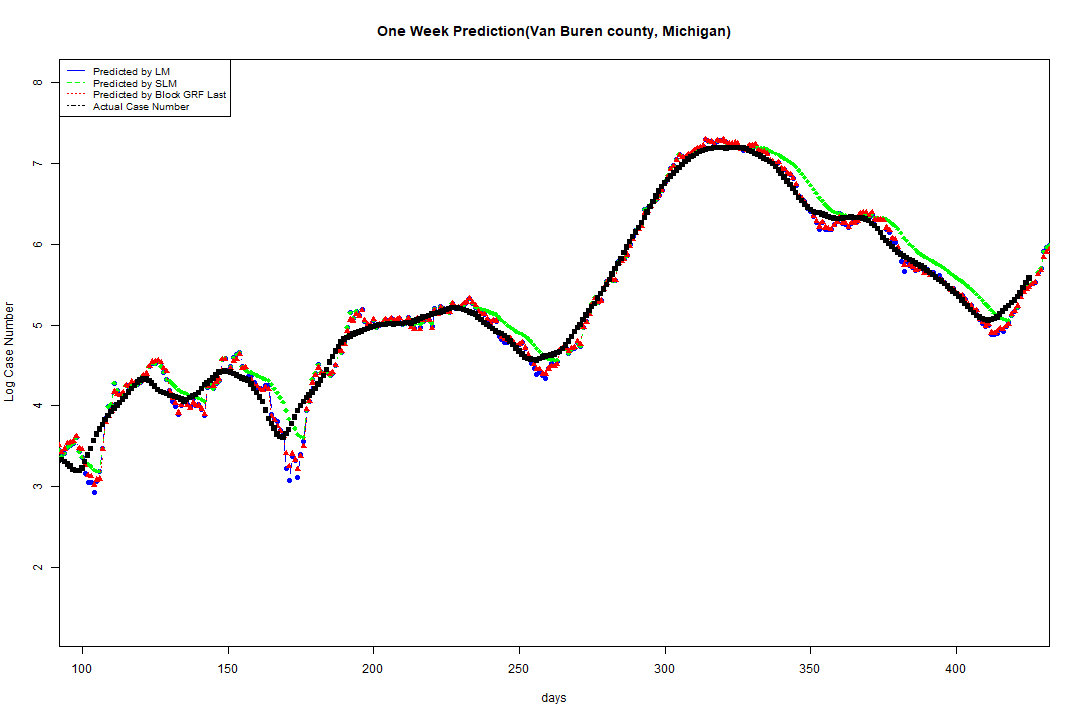 One Week Prediction(Van Buren county, Michigan)
Predicted by LM
Predicted by SLM
Predicted by Block GRF Last
Actual Case Number
8
7
6
5
4
3
2
Log Case Number
100 150 200 250 300 350 400
days